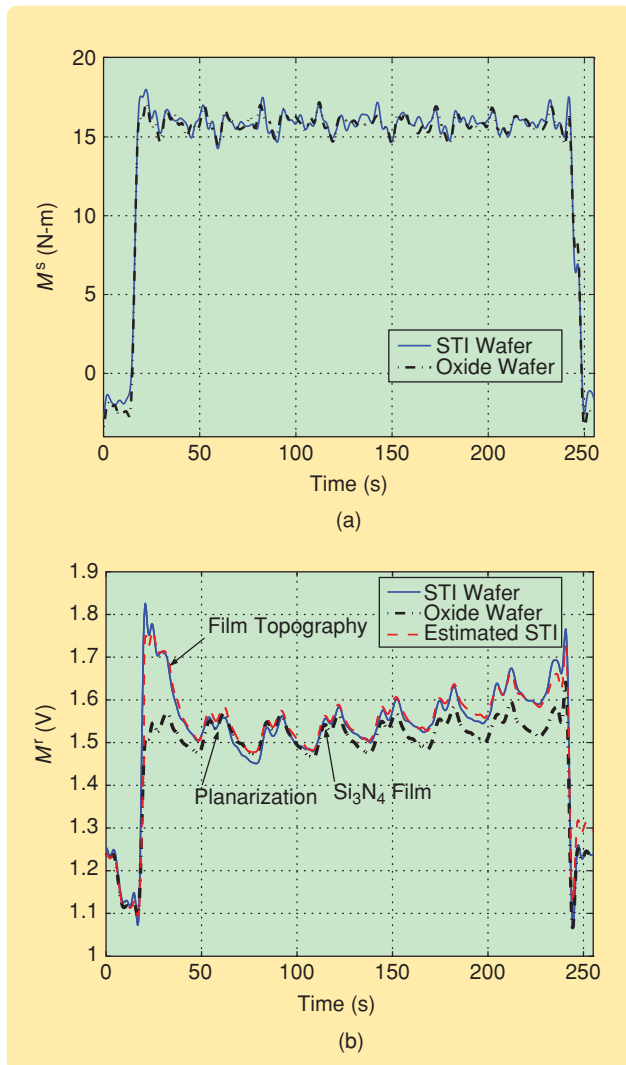 20
15
10
5
0
Mˢ (N-m)
STI Wafer
Oxide Wafer
0 50 100 150 200 250
Time (s)
(a)
1.9
1.8
1.7
1.6
1.5
1.4
1.3
1.2
1.1
1
Mʳ (V)
STI Wafer
Oxide Wafer
Estimated STI
Film Topography
Planarization
Si₃N₄ Film
0 50 100 150 200 250
Time (s)
(b)